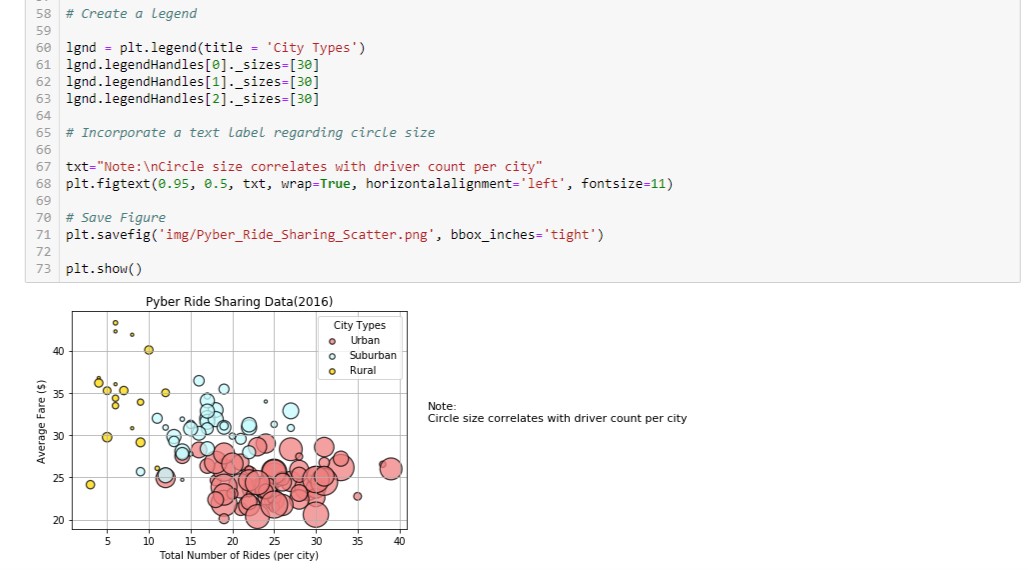 58 # Create a legend
59
60 lgnd = plt.legend(title = 'City Types')
61 lgnd.legendHandles[0]._sizes=[30]
62 lgnd.legendHandles[1]._sizes=[30]
63 lgnd.legendHandles[2]._sizes=[30]
64
65 # Incorporate a text label regarding circle size
66
67 txt="Note:\nCircle size correlates with driver count per city"
68 plt.figtext(0.95, 0.5, txt, wrap=True, horizontalalignment='left', fontsize=11)
69
70 # Save Figure
71 plt.savefig('img/Pyber_Ride_Sharing_Scatter.png', bbox_inches='tight')
72
73 plt.show()
Pyber Ride Sharing Data(2016)
City Types
Urban
Suburban
Rural
40
35
30
25
20
Average Fare ($)
5 10 15 20 25 30 35 40
Total Number of Rides (per city)
Note:
Circle size correlates with driver count per city